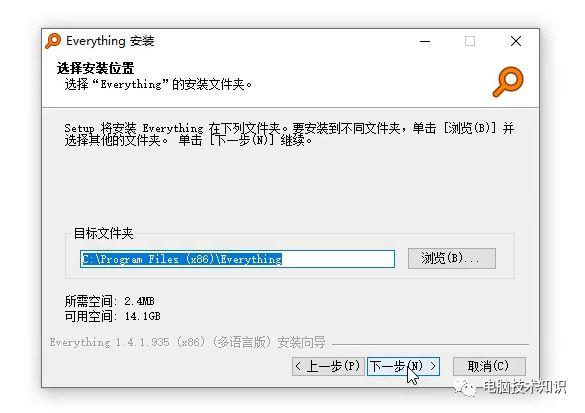 Everything 安装
选择安装位置
选择“Everything”的安装文件夹。
Setup 将安装 Everything 在下列文件夹。要安装到不同文件夹，单击 [浏览(B)] 并
选择其他的文件夹。 单击 [下一步(N)] 继续。
目标文件夹
C:\Program Files (x86)\Everything
浏览(B)...
所需空间: 2.4MB
可用空间: 14.1GB
Everything 1.4.1.935 (x86) (多语言版) 安装向导
< 上一步(P) 下一步(N) > 取消(C)
电脑技术知识